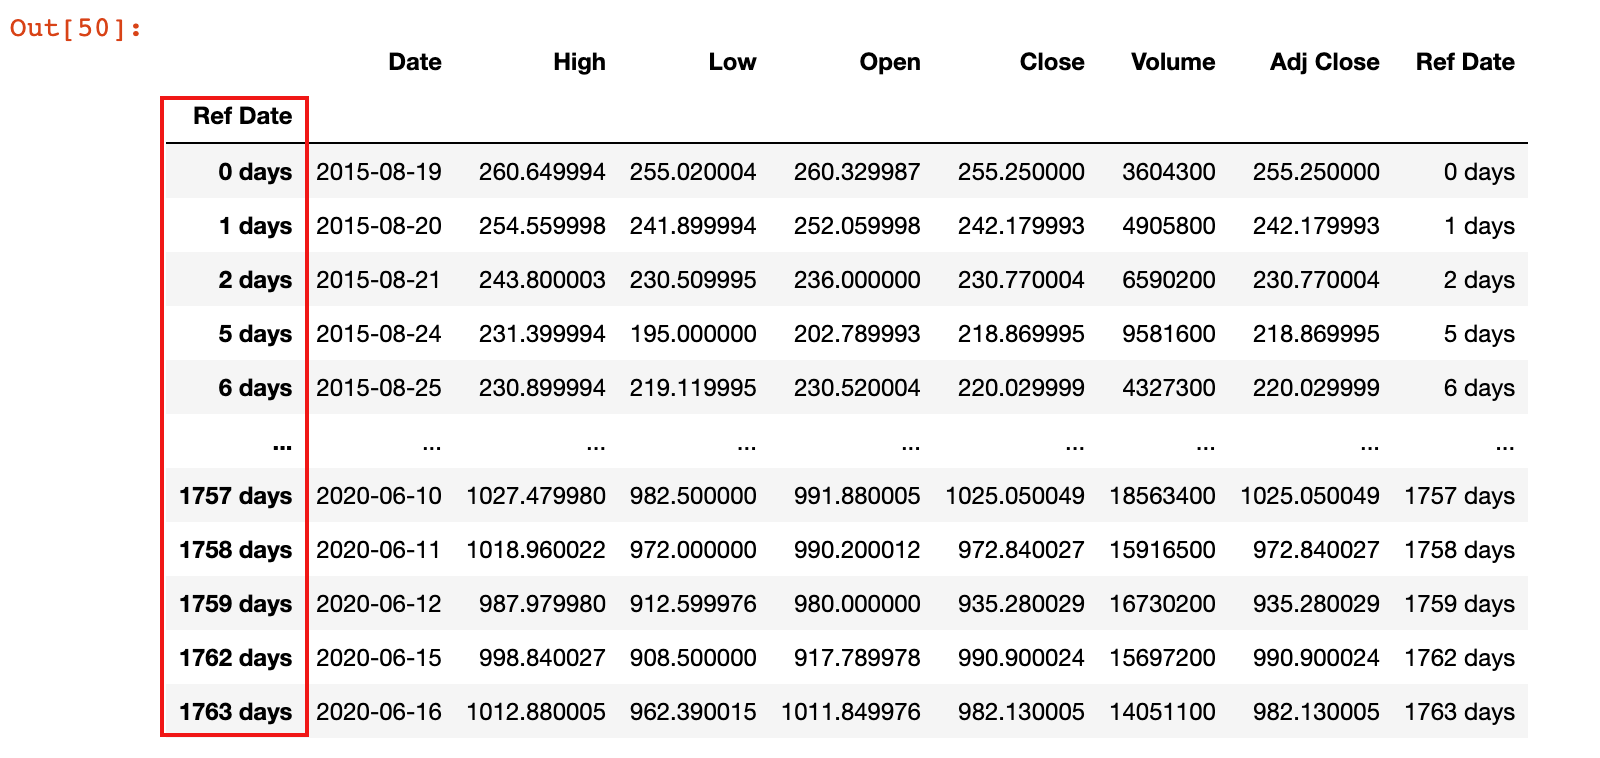 Out[50]:
Date High Low Open Close Volume Adj Close Ref Date
Ref Date
0 days 2015-08-19 260.649994 255.020004 260.329987 255.250000 3604300 255.250000 0 days
1 days 2015-08-20 254.559998 241.899994 252.059998 242.179993 4905800 242.179993 1 days
2 days 2015-08-21 243.800003 230.509995 236.000000 230.770004 6590200 230.770004 2 days
5 days 2015-08-24 231.399994 195.000000 202.789993 218.869995 9581600 218.869995 5 days
6 days 2015-08-25 230.899994 219.119995 230.520004 220.029999 4327300 220.029999 6 days
... ... ... ... ... ... ... ... ...
1757 days 2020-06-10 1027.479980 982.500000 991.880005 1025.050049 18563400 1025.050049 1757 days
1758 days 2020-06-11 1018.960022 972.000000 990.200012 972.840027 15916500 972.840027 1758 days
1759 days 2020-06-12 987.979980 912.599976 980.000000 935.280029 16730200 935.280029 1759 days
1762 days 2020-06-15 998.840027 908.500000 917.789978 990.900024 15697200 990.900024 1762 days
1763 days 2020-06-16 1012.880005 962.390015 1011.849976 982.130005 14051100 982.130005 1763 days